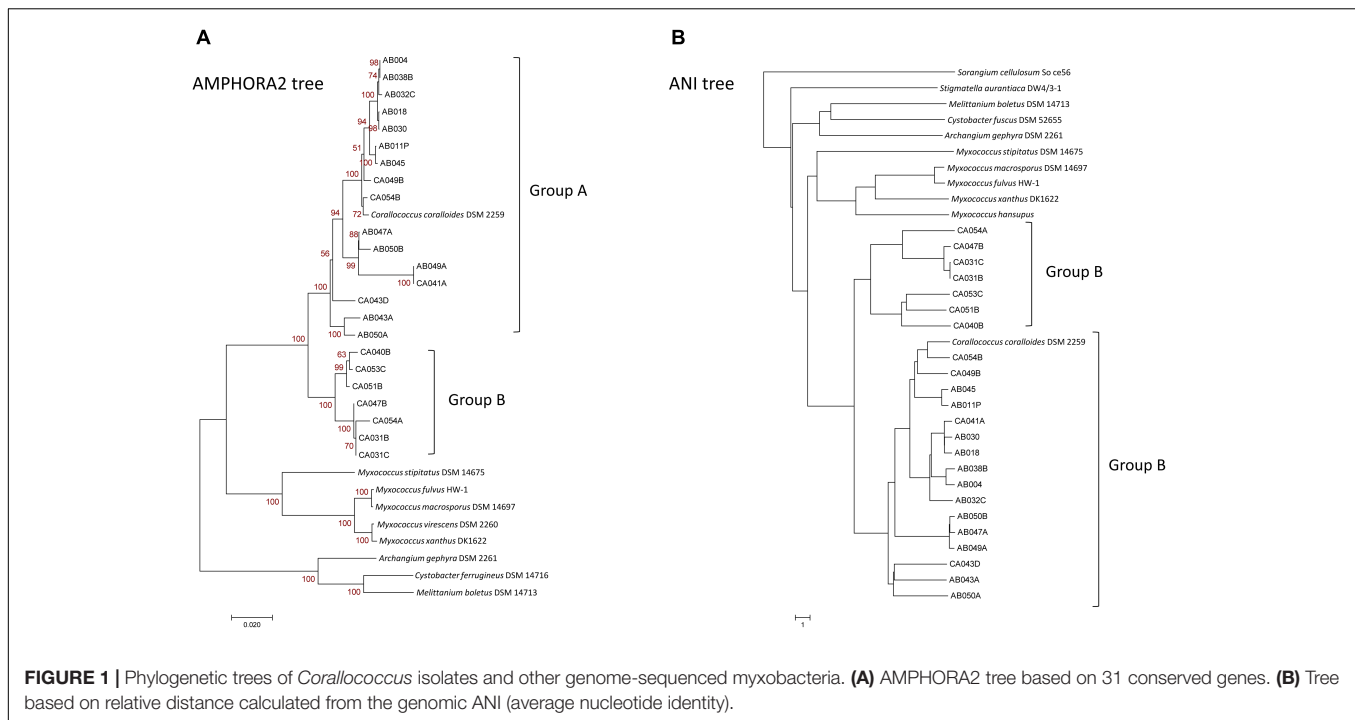 A
AMPHORA2 tree
98
AB004
74
AB038B
100
AB032C
94
AB018
98
AB030
51
AB011P
100
AB045
100
CA049B
CA054B
72
Corallococcus coralloides DSM 2259
94
88
AB047A
AB050B
56
99
AB049A
100
CA041A
100
CA043D
AB043A
100
AB050A
100
Group A
63
CA040B
99
CA053C
CA051B
100
CA047B
100
CA054A
CA031B
70
CA031C
Group B
Myxococcus stipitatus DSM 14675
100
100
Myxococcus fulvus HW-1
Myxococcus macrosporus DSM 14697
100
Myxococcus virescens DSM 2260
100
Myxococcus xanthus DK1622
Archangium gephyra DSM 2261
100
Cystobacter ferrugineus DSM 14716
100
Melittanium boletus DSM 14713
0.020
B
ANI tree
Sorangium cellulosum So ce56
Stigmatella aurantiaca DW4/3-1
Melittanium boletus DSM 14713
Cystobacter fuscus DSM 52655
Archangium gephyra DSM 2261
Myxococcus stipitatus DSM 14675
Myxococcus macrosporus DSM 14697
Myxococcus fulvus HW-1
Myxococcus xanthus DK1622
Myxococcus hansupus
CA054A
CA047B
CA031C
CA031B
CA053C
CA051B
CA040B
Group B
Corallococcus coralloides DSM 2259
CA054B
CA049B
AB045
AB011P
CA041A
AB030
AB018
AB038B
AB004
AB032C
AB050B
AB047A
AB049A
CA043D
AB043A
AB050A
Group B
1
FIGURE 1 | Phylogenetic trees of Corallococcus isolates and other genome-sequenced myxobacteria. (A) AMPHORA2 tree based on 31 conserved genes. (B) Tree
based on relative distance calculated from the genomic ANI (average nucleotide identity).